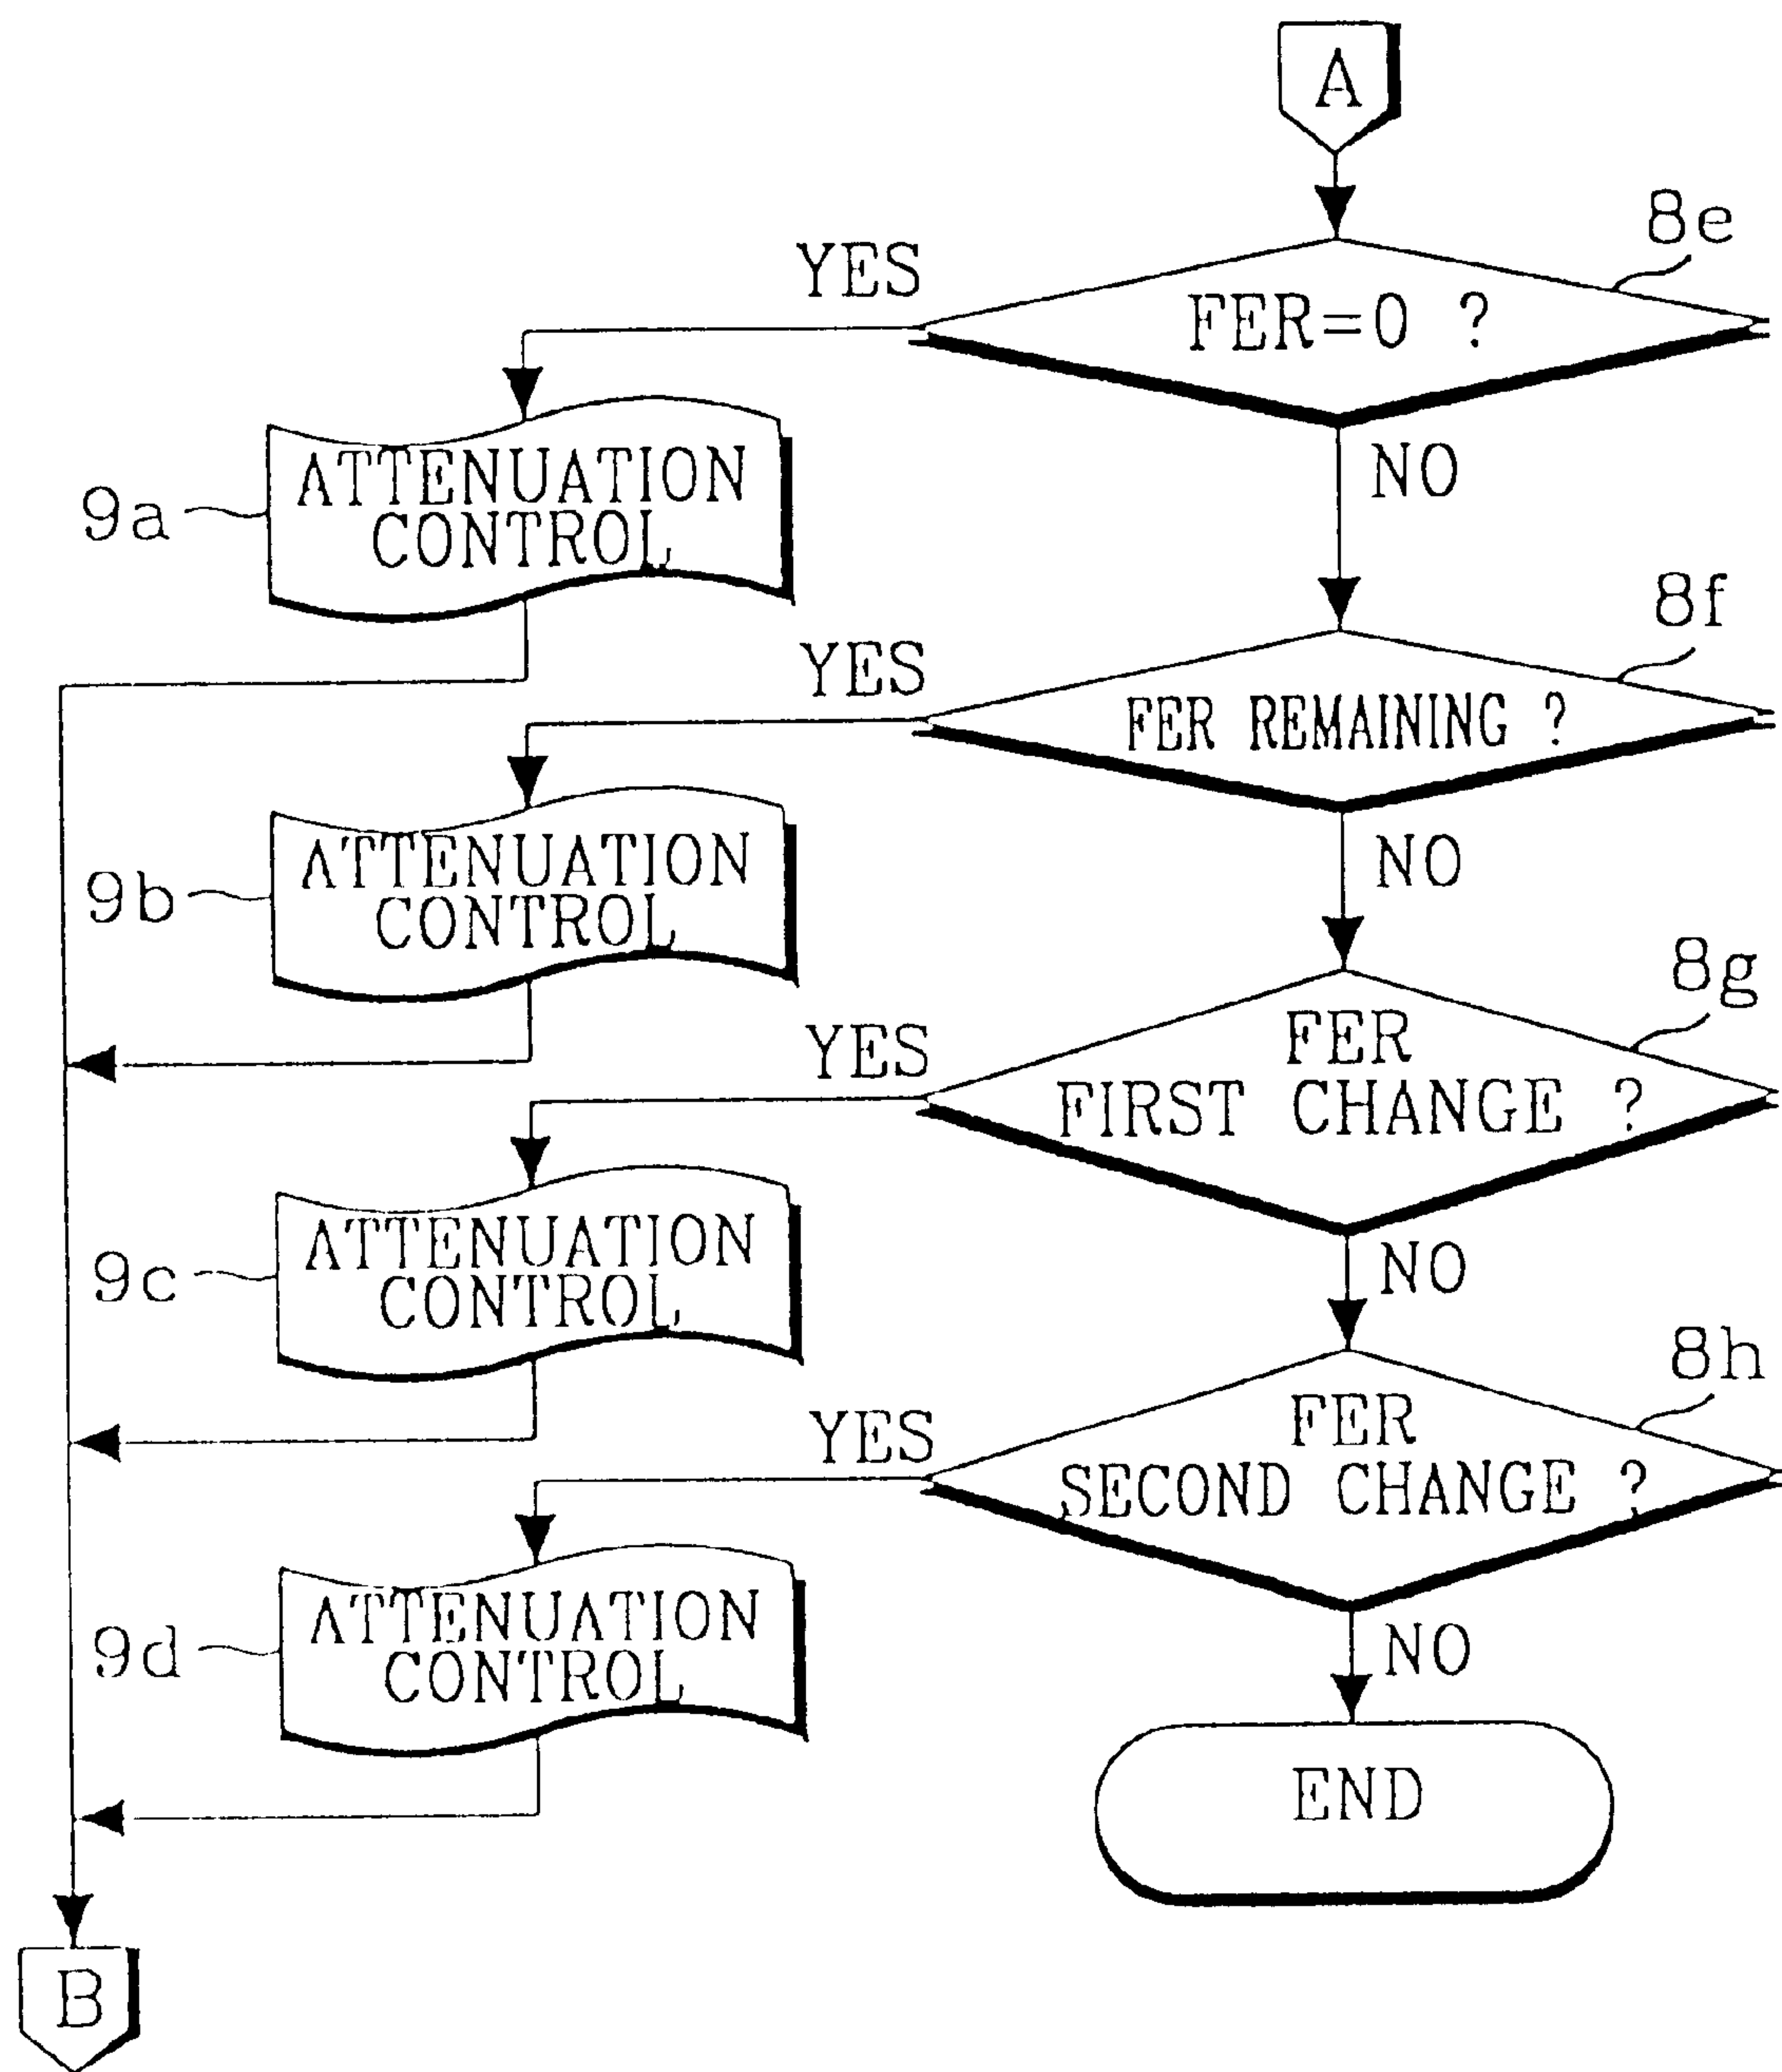 A
8e
YES
FER=0 ?
NO
ATTENUATION
CONTROL
9a
8f
YES
FER REMAINING ?
NO
ATTENUATION
CONTROL
9b
8g
YES
FER
FIRST CHANGE ?
NO
ATTENUATION
CONTROL
9c
8h
YES
FER
SECOND CHANGE ?
NO
ATTENUATION
CONTROL
9d
END
B